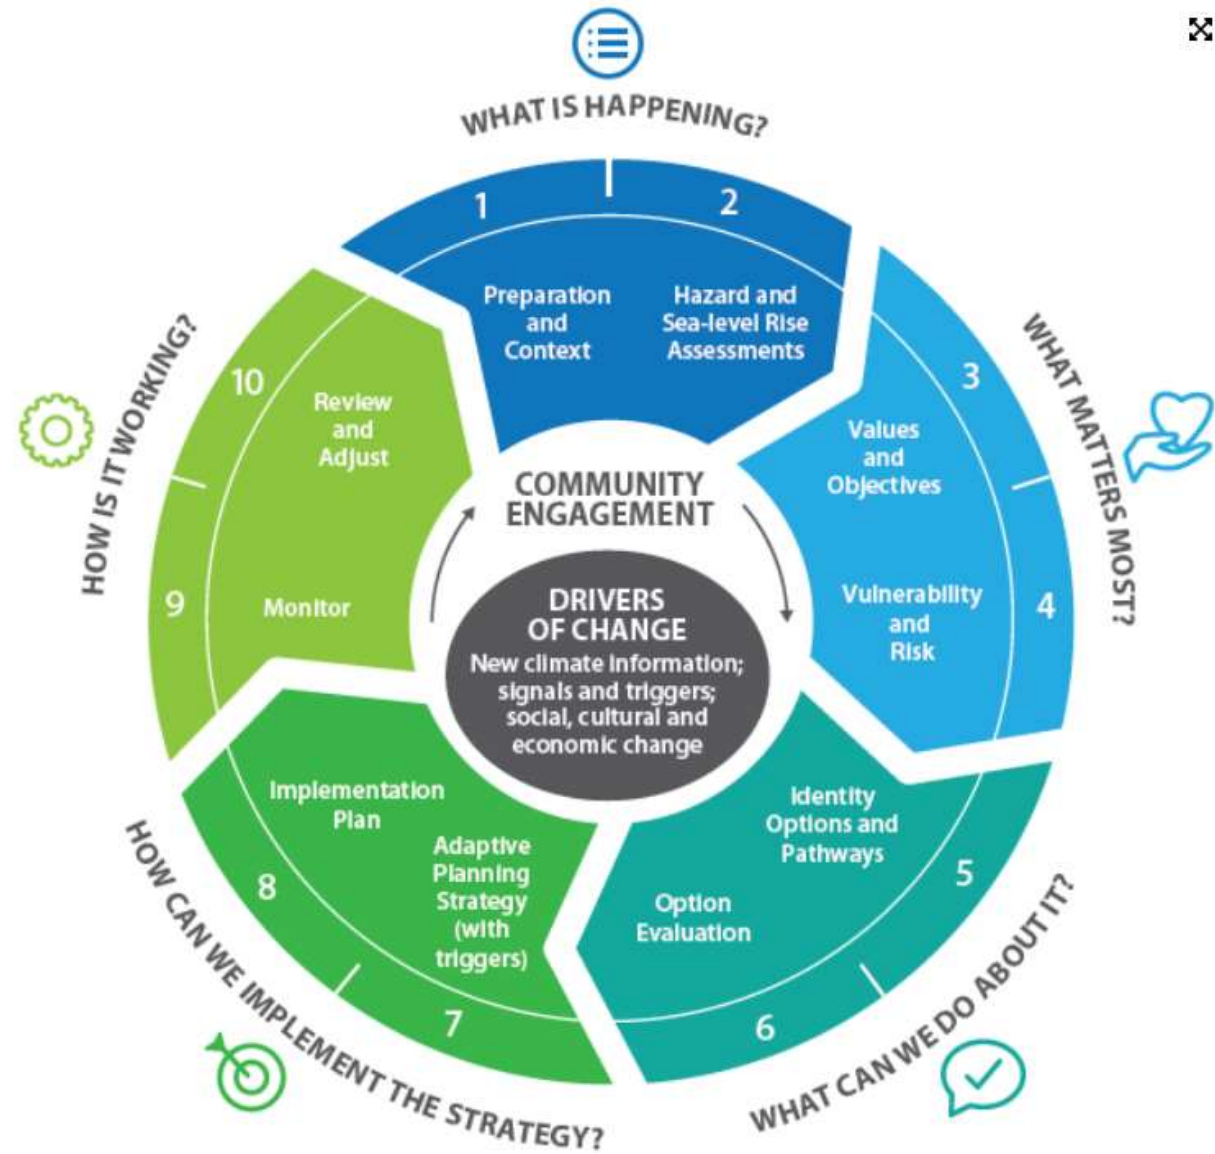 WHAT IS HAPPENING?
1
2
Preparation
and
Context
Hazard and
Sea-level Rise
Assessments
WHAT MATTERS MOST?
3
Values
and
Objectives
4
Vulnerability
and
Risk
WHAT CAN WE DO ABOUT IT?
5
Identity
Options and
Pathways
6
Option
Evaluation
HOW CAN WE IMPLEMENT THE STRATEGY?
7
Adaptive
Planning
Strategy
(with
triggers)
8
Implementation
Plan
HOW IS IT WORKING?
9
Monitor
10
Review
and
Adjust
COMMUNITY
ENGAGEMENT
DRIVERS
OF CHANGE
New climate information;
signals and triggers;
social, cultural and
economic change